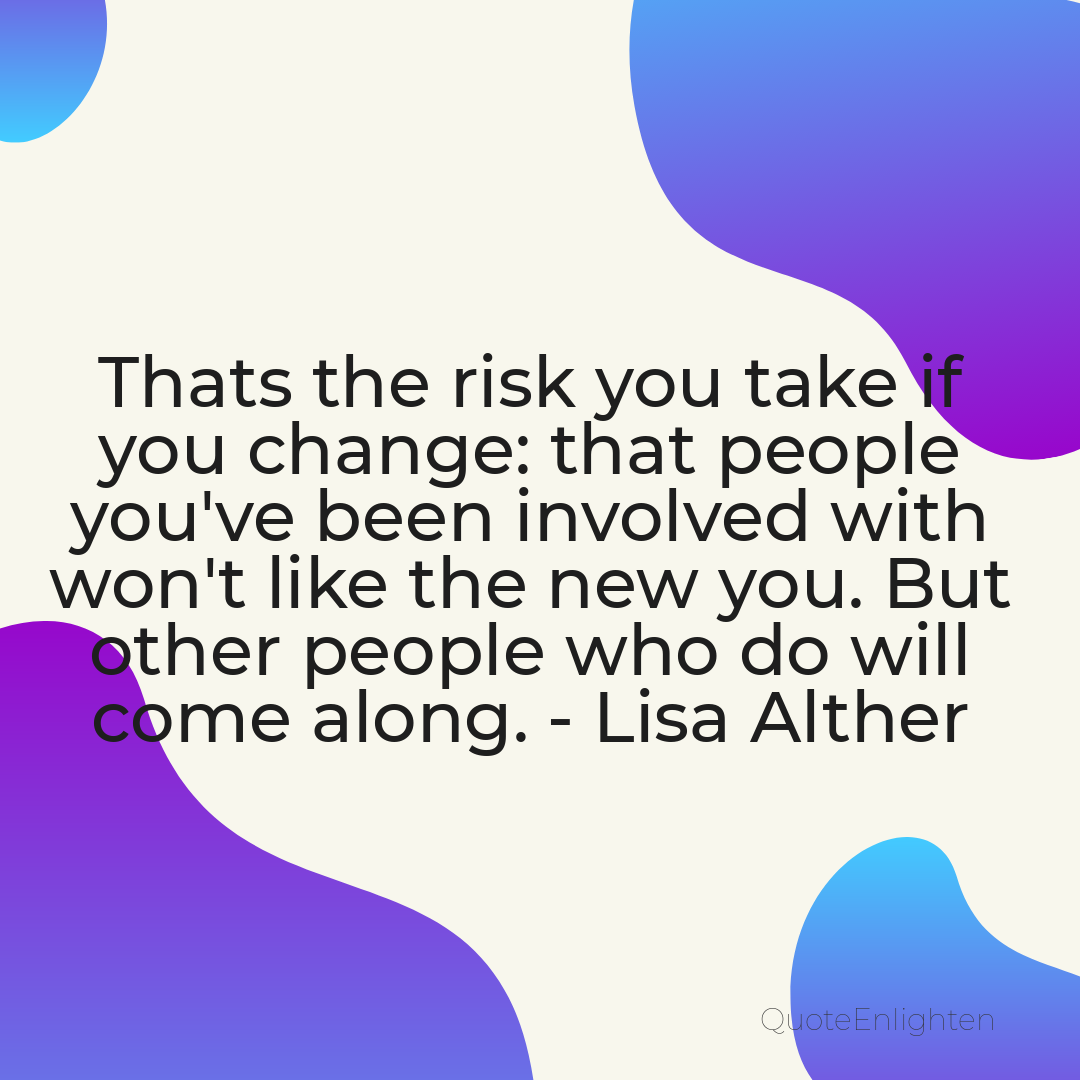 Thats the risk you take if
you change: that people
you've been involved with
won't like the new you. But
other people who do will
come along. - Lisa Alther
QuoteEnlighten